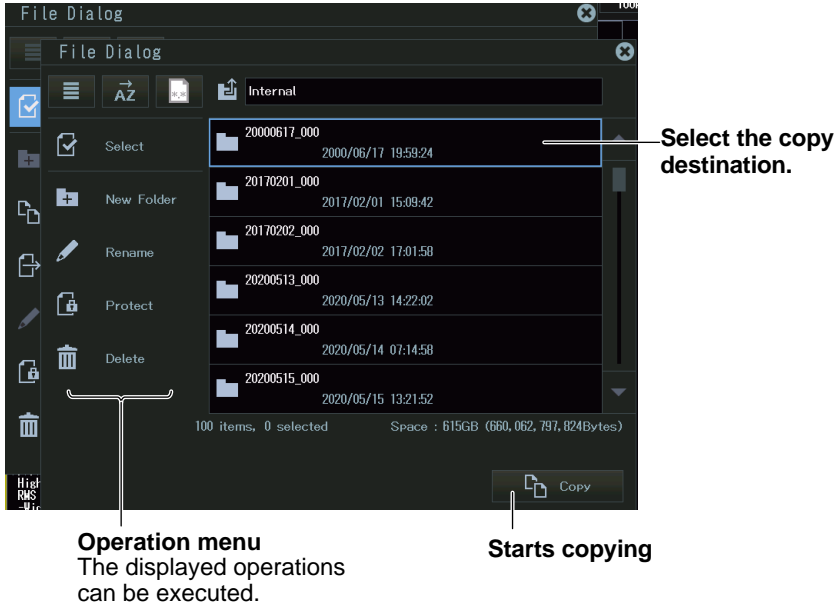 File Dialog
File Dialog
AZ
*.*
Internal
Select
New Folder
Rename
Protect
Delete
20000617_000
2000/06/17 19:59:24
20170201_000
2017/02/01 15:09:42
20170202_000
2017/02/02 17:01:58
20200513_000
2020/05/13 14:22:02
20200514_000
2020/05/14 07:14:58
20200515_000
2020/05/15 13:21:52
100 items, 0 selected
Space : 615GB (660,062,797,824Bytes)
Copy
RMS
Select the copy
destination.
Operation menu
The displayed operations
can be executed.
Starts copying